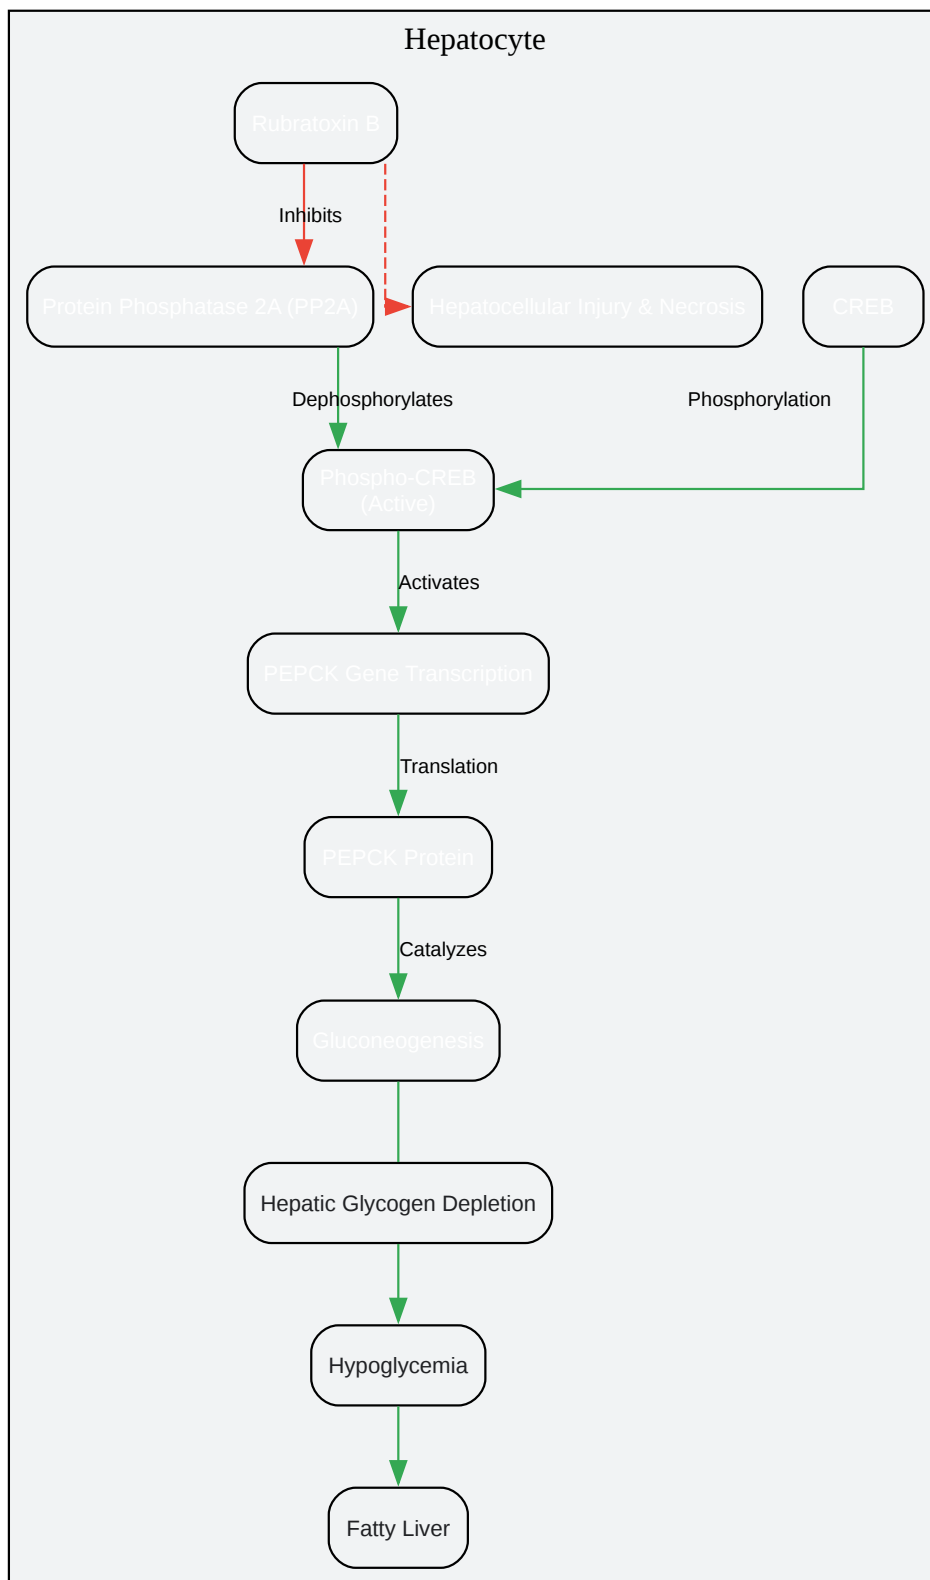 Hepatocyte
Rubratoxin B
Inhibits
Protein Phosphatase 2A (PP2A)
Hepatocellular Injury & Necrosis
CREB
Dephosphorylates
Phosphorylation
Phospho-CREB
(Active)
Activates
PEPCK Gene Transcription
Translation
PEPCK Protein
Catalyzes
Gluconeogenesis
Hepatic Glycogen Depletion
Hypoglycemia
Fatty Liver